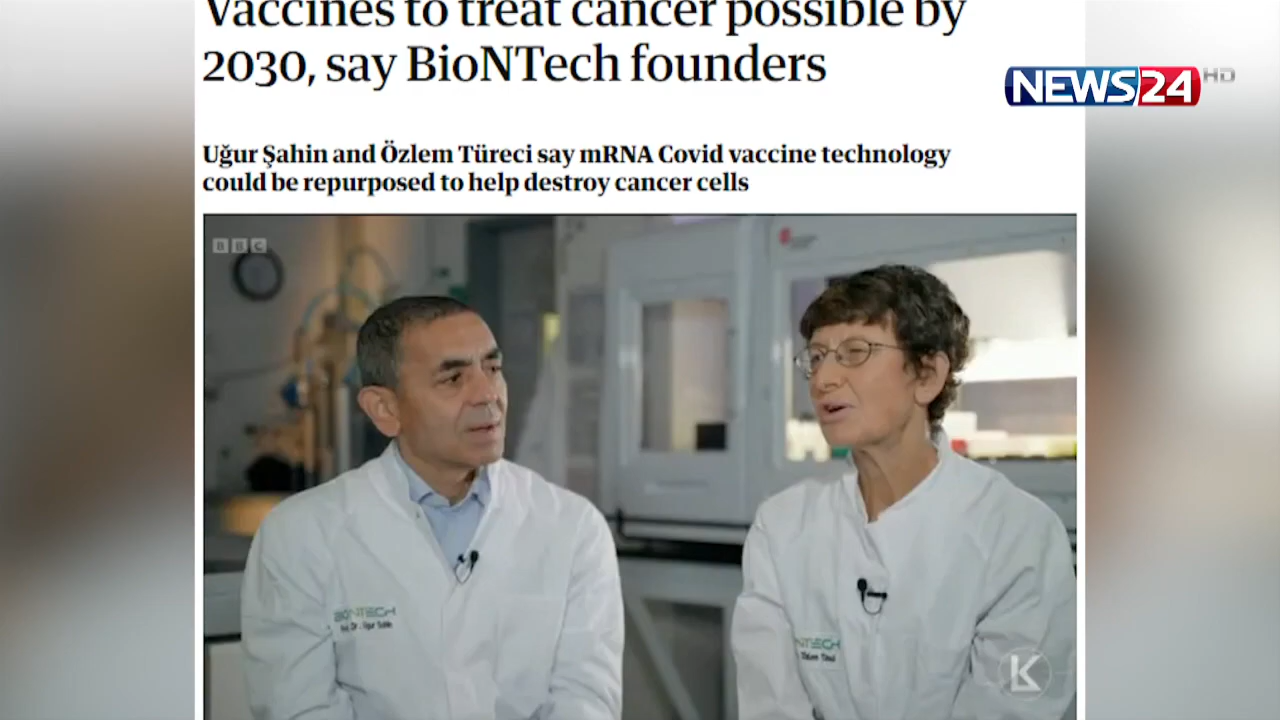 Vaccines to treat cancer possible by
2030, say BioNTech founders
NEWS24 HD
Uğur Şahin and Özlem Türeci say mRNA Covid vaccine technology
could be repurposed to help destroy cancer cells
BBC
BIONTECH
K